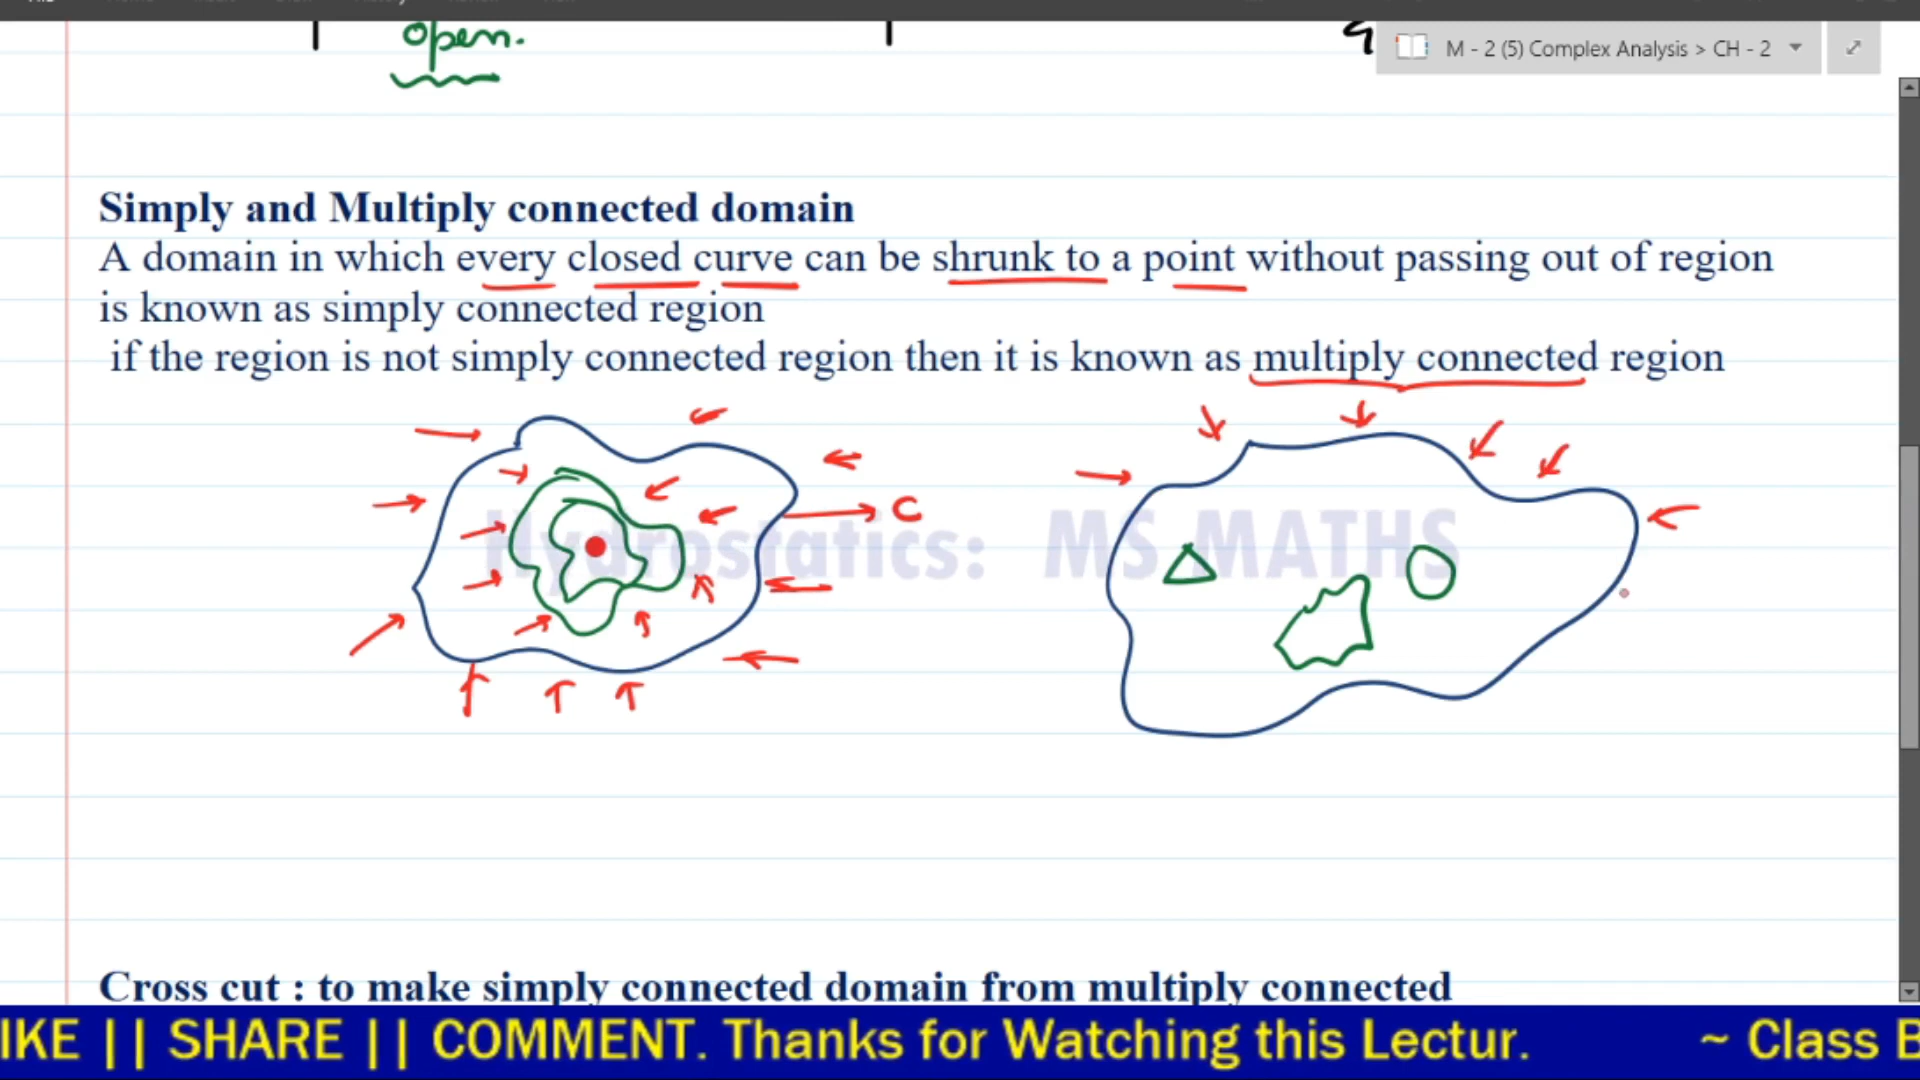 open.
M - 2 (5) Complex Analysis > CH - 2
Simply and Multiply connected domain
A domain in which every closed curve can be shrunk to a point without passing out of region
is known as simply connected region
if the region is not simply connected region then it is known as multiply connected region
C
Hydrostatics: MS MATHS
Cross cut : to make simply connected domain from multiply connected
IKE || SHARE || COMMENT. Thanks for Watching this Lectur. ~ Class B